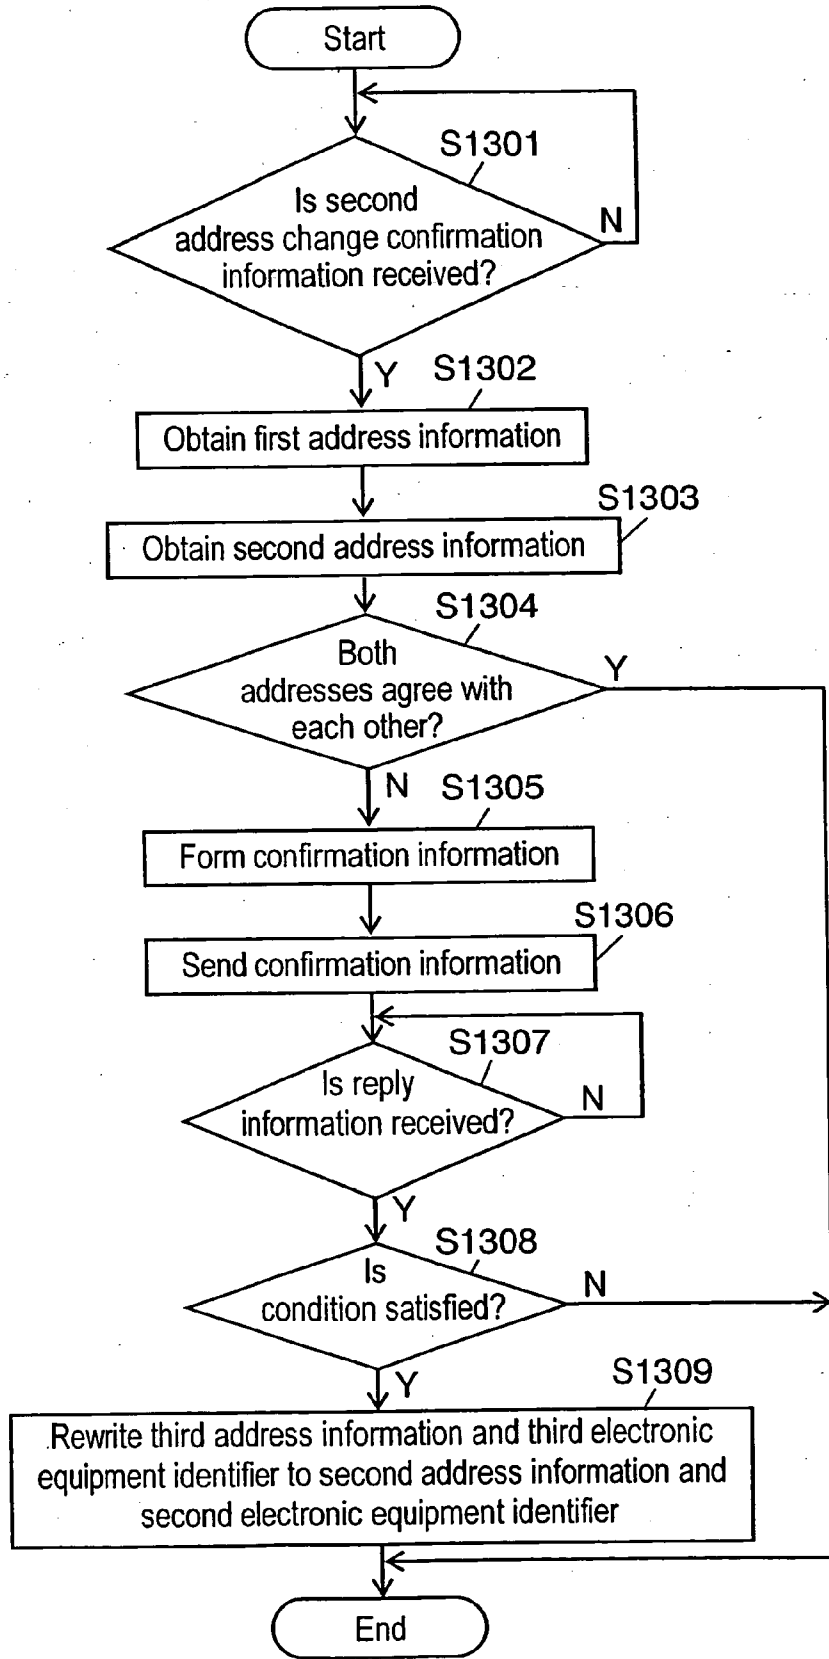 Start
S1301
Is second
address change confirmation
information received?
N
Y
S1302
Obtain first address information
S1303
Obtain second address information
S1304
Both
addresses agree with
each other?
Y
N
S1305
Form confirmation information
S1306
Send confirmation information
S1307
Is reply
information received?
N
Y
S1308
Is
condition satisfied?
N
Y
S1309
Rewrite third address information and third electronic
equipment identifier to second address information and
second electronic equipment identifier
End